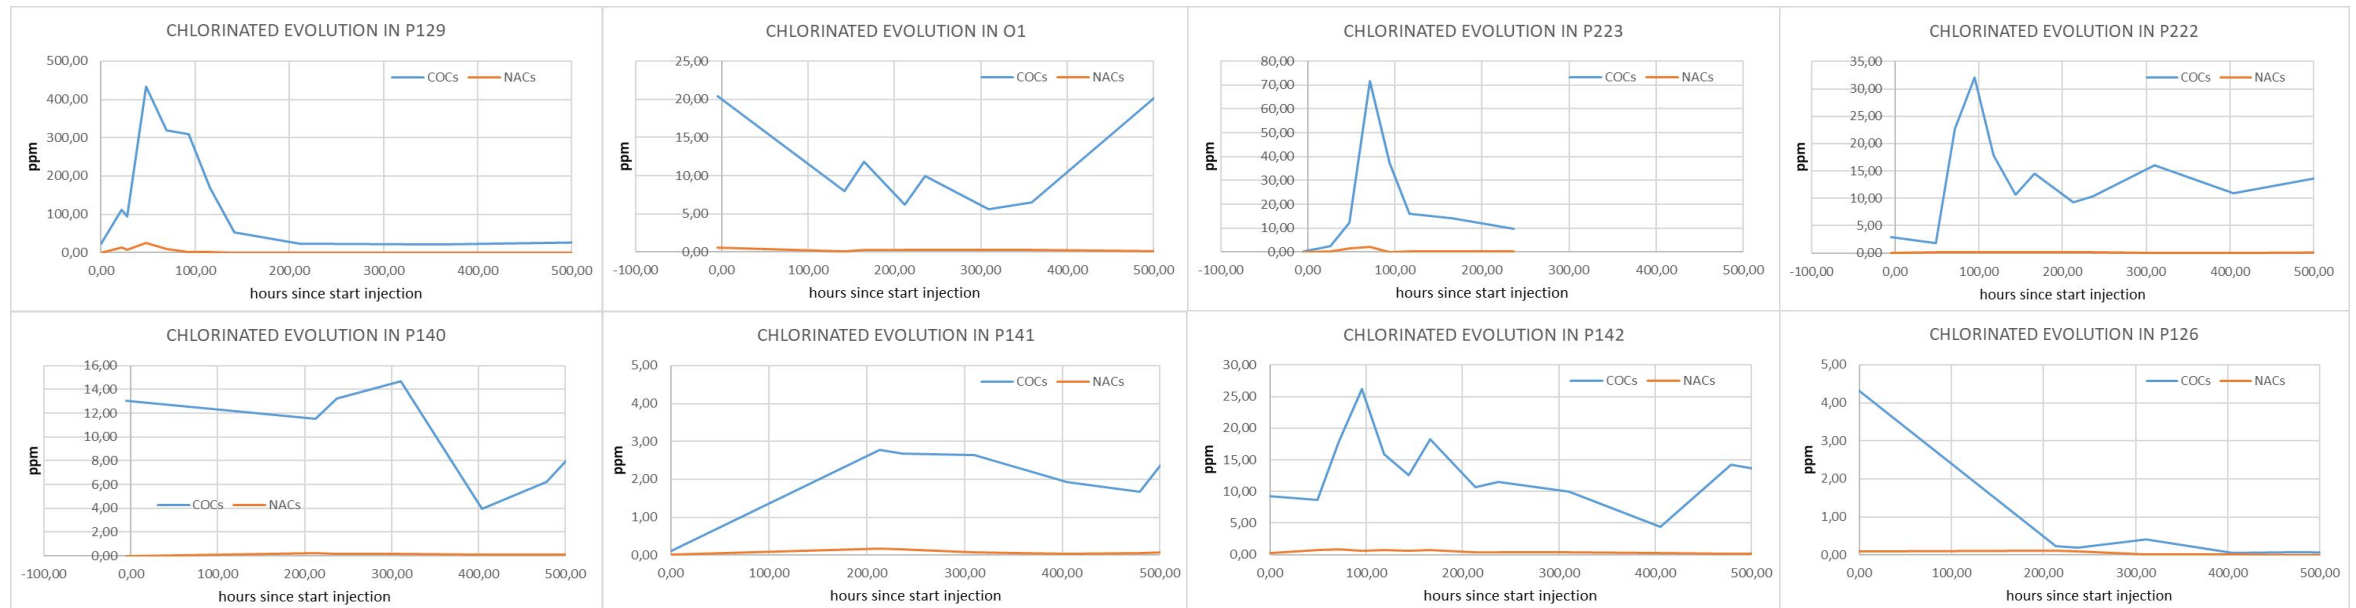 CHLORINATED EVOLUTION IN P129
500,00
COCs NACs
400,00
300,00
200,00
100,00
0,00
ppm
0,00 100,00 200,00 300,00 400,00 500,00
hours since start injection
CHLORINATED EVOLUTION IN O1
25,00
COCs NACs
20,00
15,00
10,00
5,00
0,00
ppm
-100,00 0,00 100,00 200,00 300,00 400,00 500,00
hours since start injection
CHLORINATED EVOLUTION IN P223
80,00
COCs NACs
70,00
60,00
50,00
40,00
30,00
20,00
10,00
0,00
ppm
-100,00 0,00 100,00 200,00 300,00 400,00 500,00
hours since start injection
CHLORINATED EVOLUTION IN P222
35,00
COCs NACs
30,00
25,00
20,00
15,00
10,00
5,00
0,00
ppm
-100,00 0,00 100,00 200,00 300,00 400,00 500,00
hours since start injection
CHLORINATED EVOLUTION IN P140
16,00
14,00
12,00
10,00
8,00
6,00
4,00
COCs NACs
2,00
0,00
ppm
-100,00 0,00 100,00 200,00 300,00 400,00 500,00
hours since start injection
CHLORINATED EVOLUTION IN P141
5,00
COCs NACs
4,00
3,00
2,00
1,00
0,00
ppm
0,00 100,00 200,00 300,00 400,00 500,00
hours since start injection
CHLORINATED EVOLUTION IN P142
30,00
COCs NACs
25,00
20,00
15,00
10,00
5,00
0,00
ppm
0,00 100,00 200,00 300,00 400,00 500,00
hours since start injection
CHLORINATED EVOLUTION IN P126
5,00
COCs NACs
4,00
3,00
2,00
1,00
0,00
ppm
0,00 100,00 200,00 300,00 400,00 500,00
hours since start injection